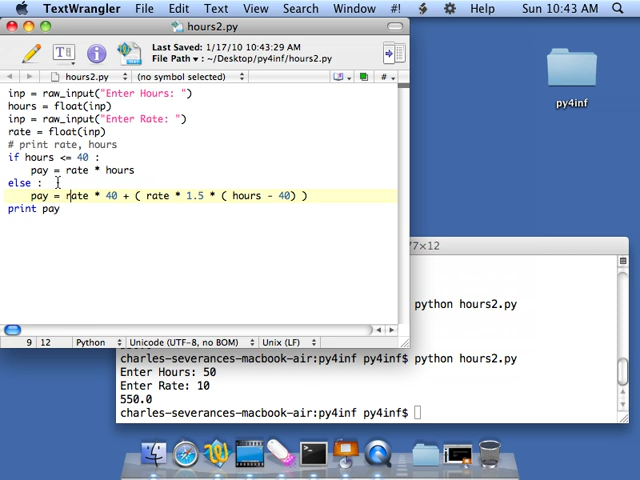 TextWrangler File Edit Text View Search Window #! Help Sun 10:43 AM
hours2.py
Last Saved: 1/17/10 10:43:29 AM
File Path: ~/Desktop/py4inf/hours2.py
hours2.py (no symbol selected) #
inp = raw_input("Enter Hours: ")
hours = float(inp)
inp = raw_input("Enter Rate: ")
rate = float(inp)
# print rate, hours
if hours <= 40 :
pay = rate * hours
else :
pay = rate * 40 + ( rate * 1.5 * ( hours - 40) )
print pay
9 12 Python Unicode (UTF-8, no BOM) Unix (LF)
py4inf
77×12
python hours2.py
charles-severances-macbook-air:py4inf py4inf$ python hours2.py
Enter Hours: 50
Enter Rate: 10
550.0
charles-severances-macbook-air:py4inf py4inf$